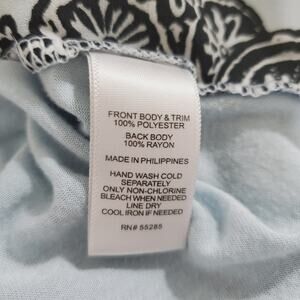 FRONT BODY & TRIM
100% POLYESTER
BACK BODY
100% RAYON
MADE IN PHILIPPINES
HAND WASH COLD
SEPARATELY
ONLY NON-CHLORINE
BLEACH WHEN NEEDED
LINE DRY
COOL IRON IF NEEDED
RN# 55285